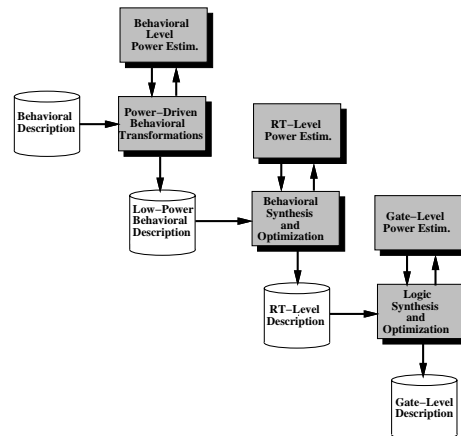 Behavioral
Level
Power Estim.
Behavioral
Description
Power–Driven
Behavioral
Transformations
RT–Level
Power Estim.
Low–Power
Behavioral
Description
Behavioral
Synthesis
and
Optimization
Gate–Level
Power Estim.
RT–Level
Description
Logic
Synthesis
and
Optimization
Gate–Level
Description